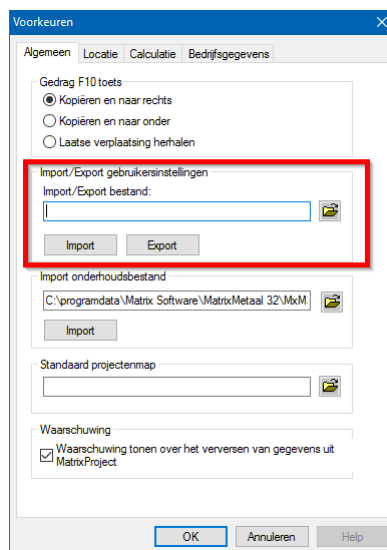 Voorkeuren
Algemeen Locatie Calculatie Bedrijfsgegevens
Gedrag F10 toets
Kopiëren en naar rechts
Kopiëren en naar onder
Laatse verplaatsing herhalen
Import/Export gebruikersinstellingen
Import/Export bestand:
Import Export
Import onderhoudsbestand
C:\programdata\Matrix Software\MatrixMetaal 32\MxM
Import
Standaard projectenmap
Waarschuwing
Waarschuwing tonen over het verversen van gegevens uit
MatrixProject
OK Annuleren Help